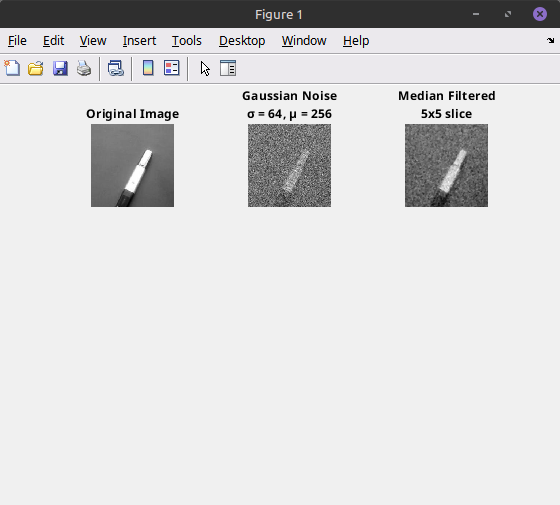 Figure 1
File Edit View Insert Tools Desktop Window Help
Original Image
Gaussian Noise
σ = 64, μ = 256
Median Filtered
5x5 slice